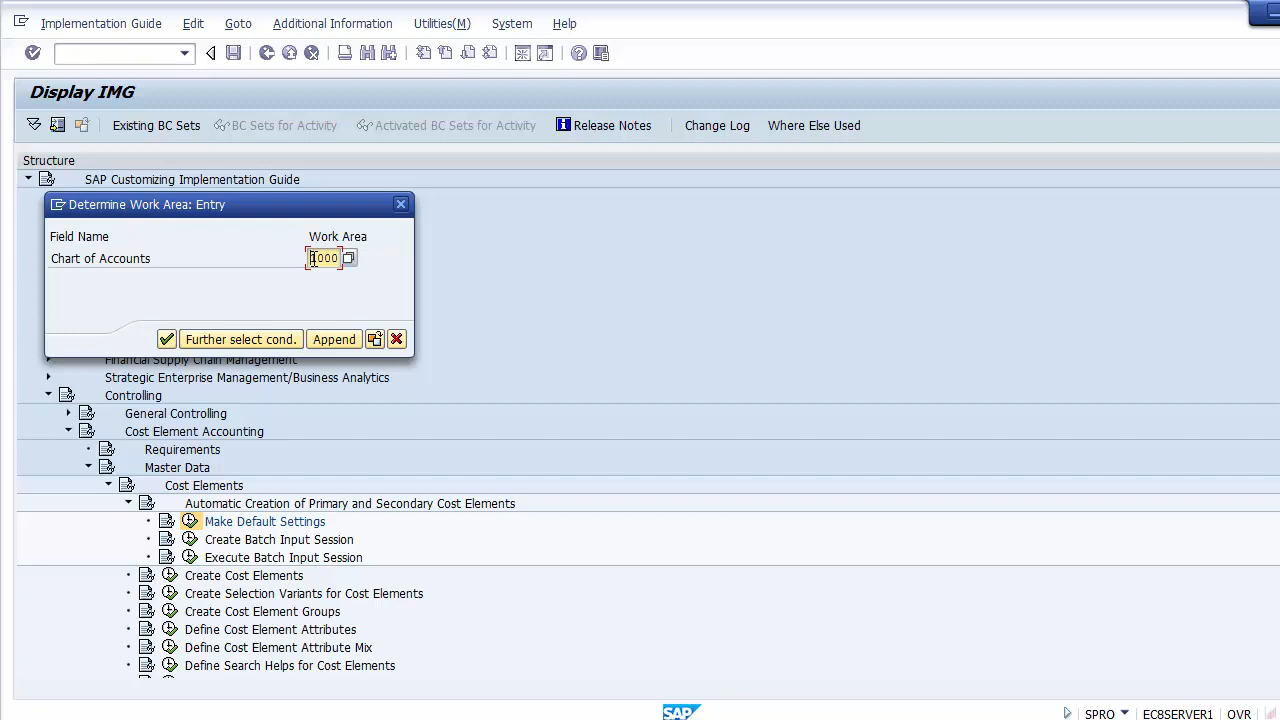 Implementation Guide Edit Goto Additional Information Utilities(M) System Help
Display IMG
Existing BC Sets BC Sets for Activity Activated BC Sets for Activity Release Notes Change Log Where Else Used
Structure
SAP Customizing Implementation Guide
Determine Work Area: Entry
Field Name Work Area
Chart of Accounts
Further select cond. Append
Financial Supply Chain Management
Strategic Enterprise Management/Business Analytics
Controlling
General Controlling
Cost Element Accounting
Requirements
Master Data
Cost Elements
Automatic Creation of Primary and Secondary Cost Elements
Make Default Settings
Create Batch Input Session
Execute Batch Input Session
Create Cost Elements
Create Selection Variants for Cost Elements
Create Cost Element Groups
Define Cost Element Attributes
Define Cost Element Attribute Mix
Define Search Helps for Cost Elements
SAP SPRO EC8SERVER1 OVR